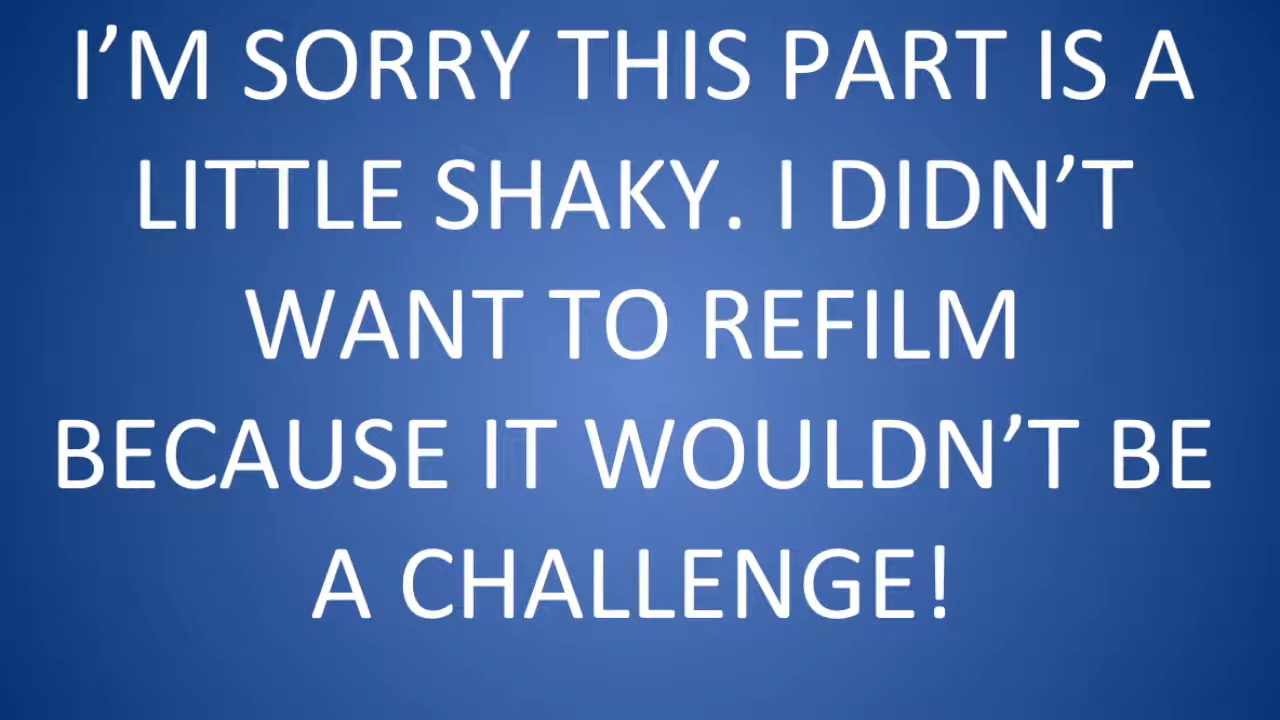 I’M SORRY THIS PART IS A
LITTLE SHAKY. I DIDN’T
WANT TO REFILM
BECAUSE IT WOULDN’T BE
A CHALLENGE!